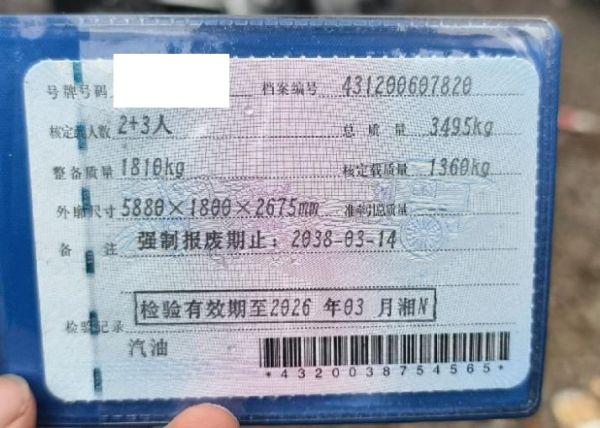 号牌号码 档案编号 431200607820
核定载人数 2+3人 总质量 3495kg
整备质量 1810kg 核定载质量 1360kg
外廓尺寸 5880×1800×2675mm 准牵引总质量
备注 强制报废期止：2038-03-14
检验有效期至2026 年03 月湘N
检验记录
汽油
*4320038754565*